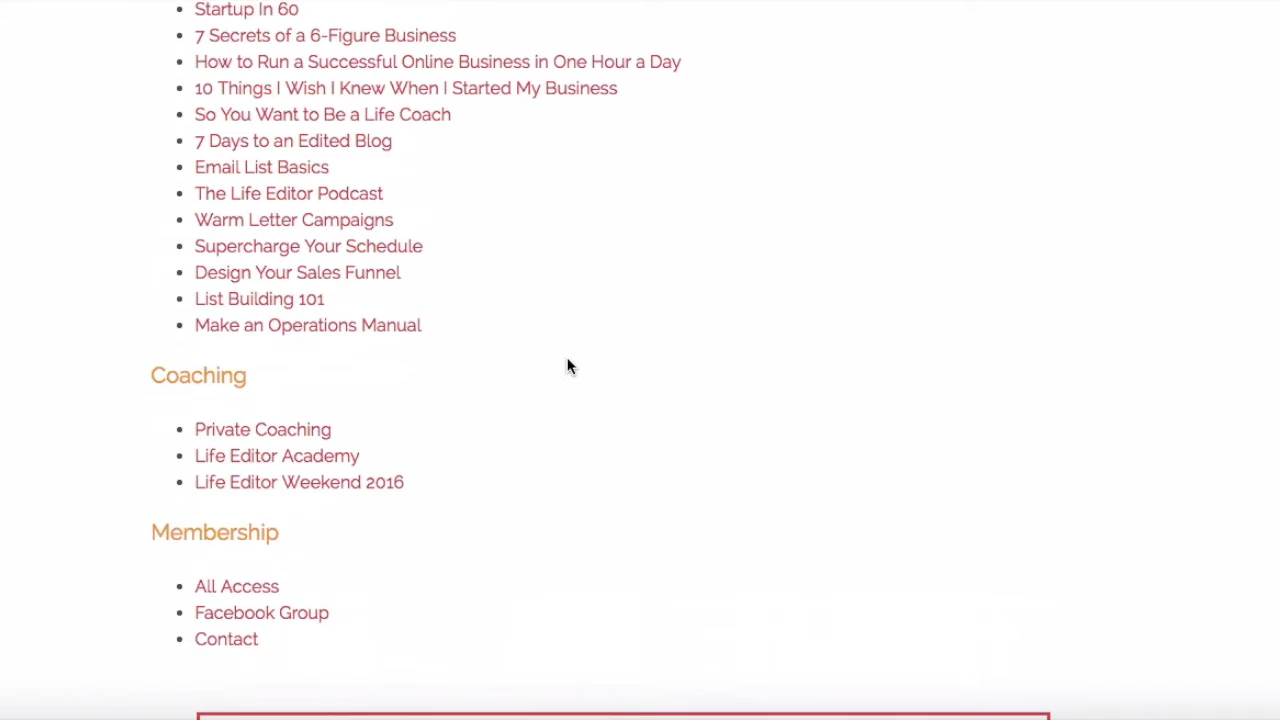 Startup In 60
7 Secrets of a 6-Figure Business
How to Run a Successful Online Business in One Hour a Day
10 Things I Wish I Knew When I Started My Business
So You Want to Be a Life Coach
7 Days to an Edited Blog
Email List Basics
The Life Editor Podcast
Warm Letter Campaigns
Supercharge Your Schedule
Design Your Sales Funnel
List Building 101
Make an Operations Manual
Coaching
Private Coaching
Life Editor Academy
Life Editor Weekend 2016
Membership
All Access
Facebook Group
Contact